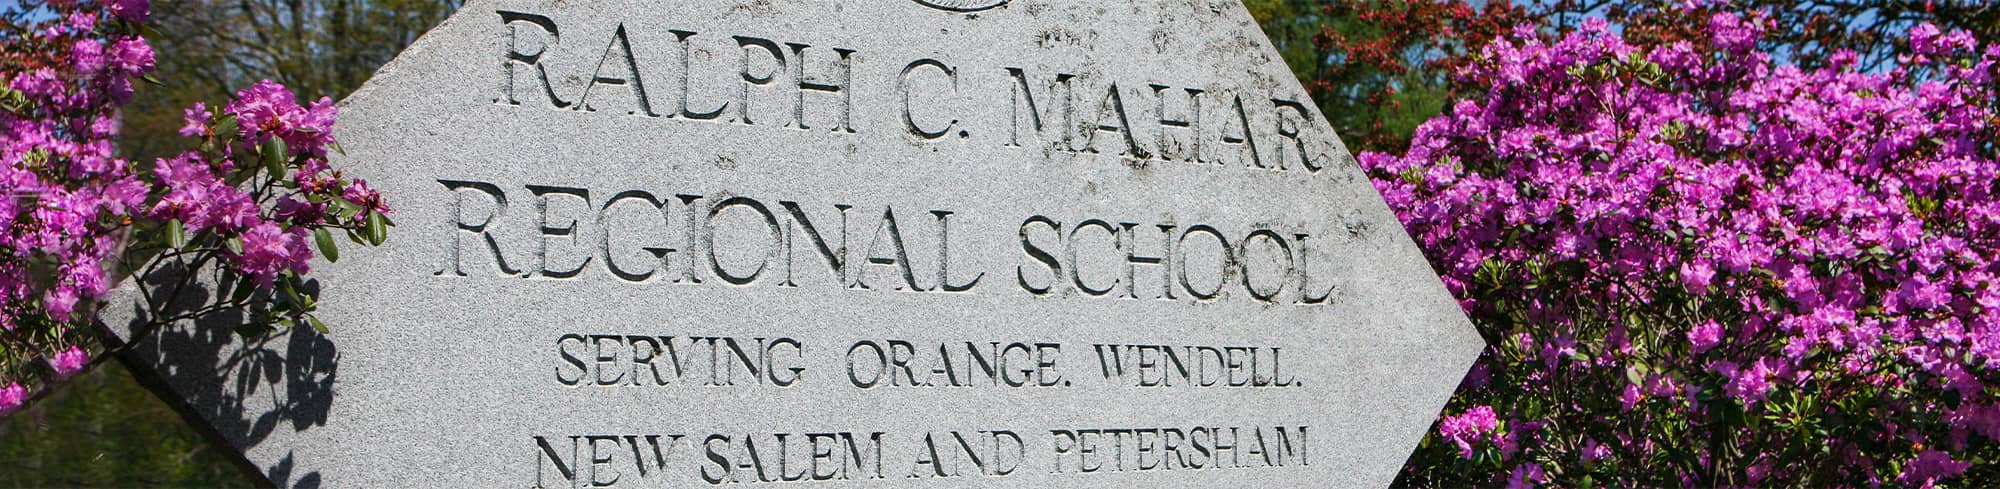 RALPH C. MAHAR
REGIONAL SCHOOL
SERVING ORANGE. WENDELL.
NEW SALEM AND PETERSHAM